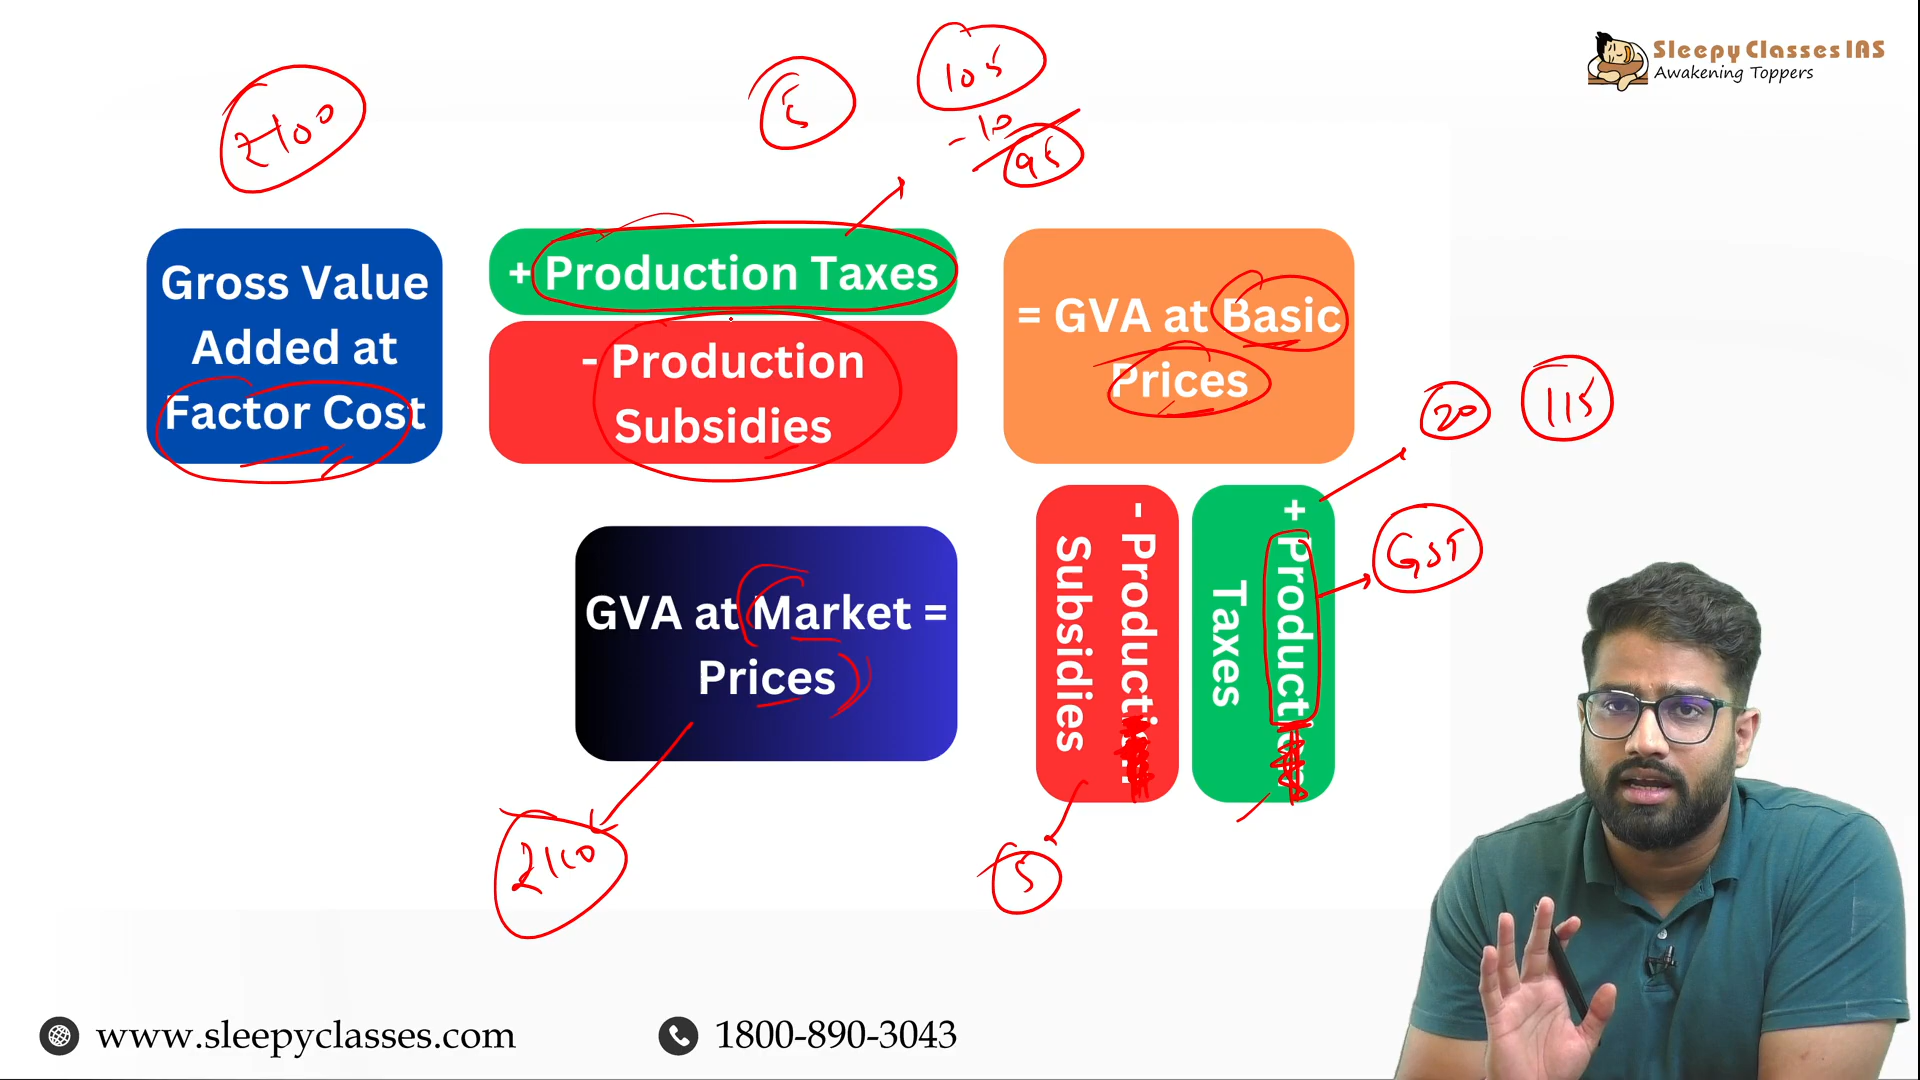 Sleepy Classes IAS
Awakening Toppers
₹100
5
105
-10
95
Gross Value
Added at
Factor Cost
+ Production Taxes
- Production
Subsidies
= GVA at Basic
Prices
20
115
GST
+ Product
Taxes
- Product
Subsidies
5
GVA at Market =
Prices
₹110
www.sleepyclasses.com
1800-890-3043